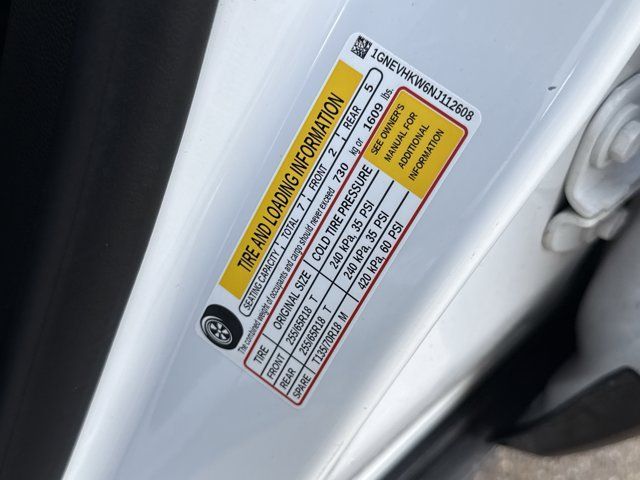 1GNEVHKW6NJ112608
TIRE AND LOADING INFORMATION
SEATING CAPACITY TOTAL 7 FRONT 2 REAR 5
The combined weight of occupants and cargo should never exceed 730 kg or 1609 lbs.
TIRE ORIGINAL SIZE COLD TIRE PRESSURE
FRONT 255/65R18 T 240 kPa, 35 PSI
REAR 255/65R18 T 240 kPa, 35 PSI
SPARE T135/70R18 M 420 kPa, 60 PSI
SEE OWNER'S
MANUAL FOR
ADDITIONAL
INFORMATION